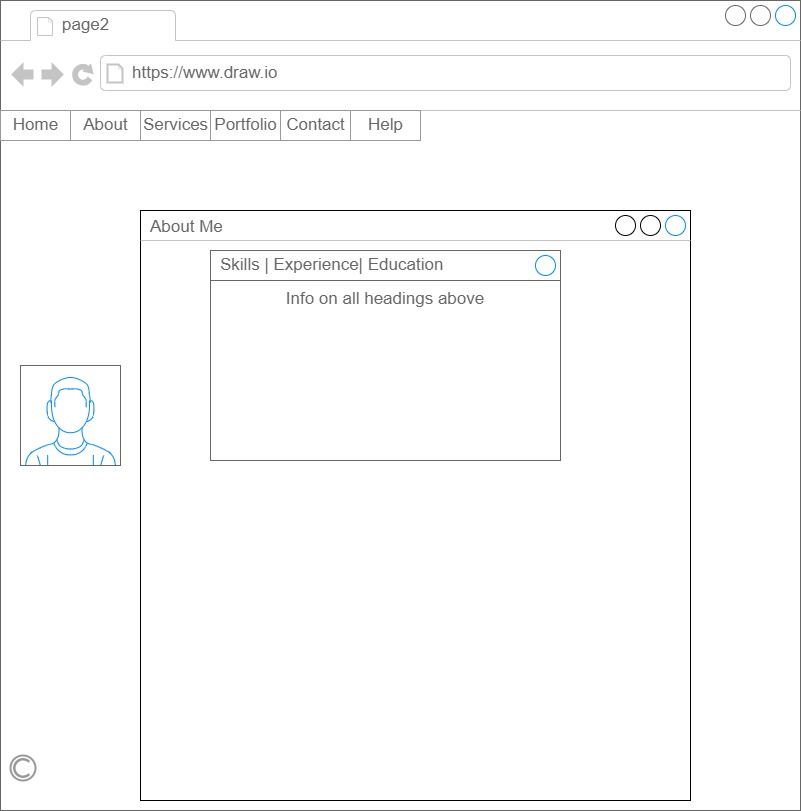 page2
https://www.draw.io
Home About Services Portfolio Contact Help
About Me
Skills | Experience| Education
Info on all headings above
©